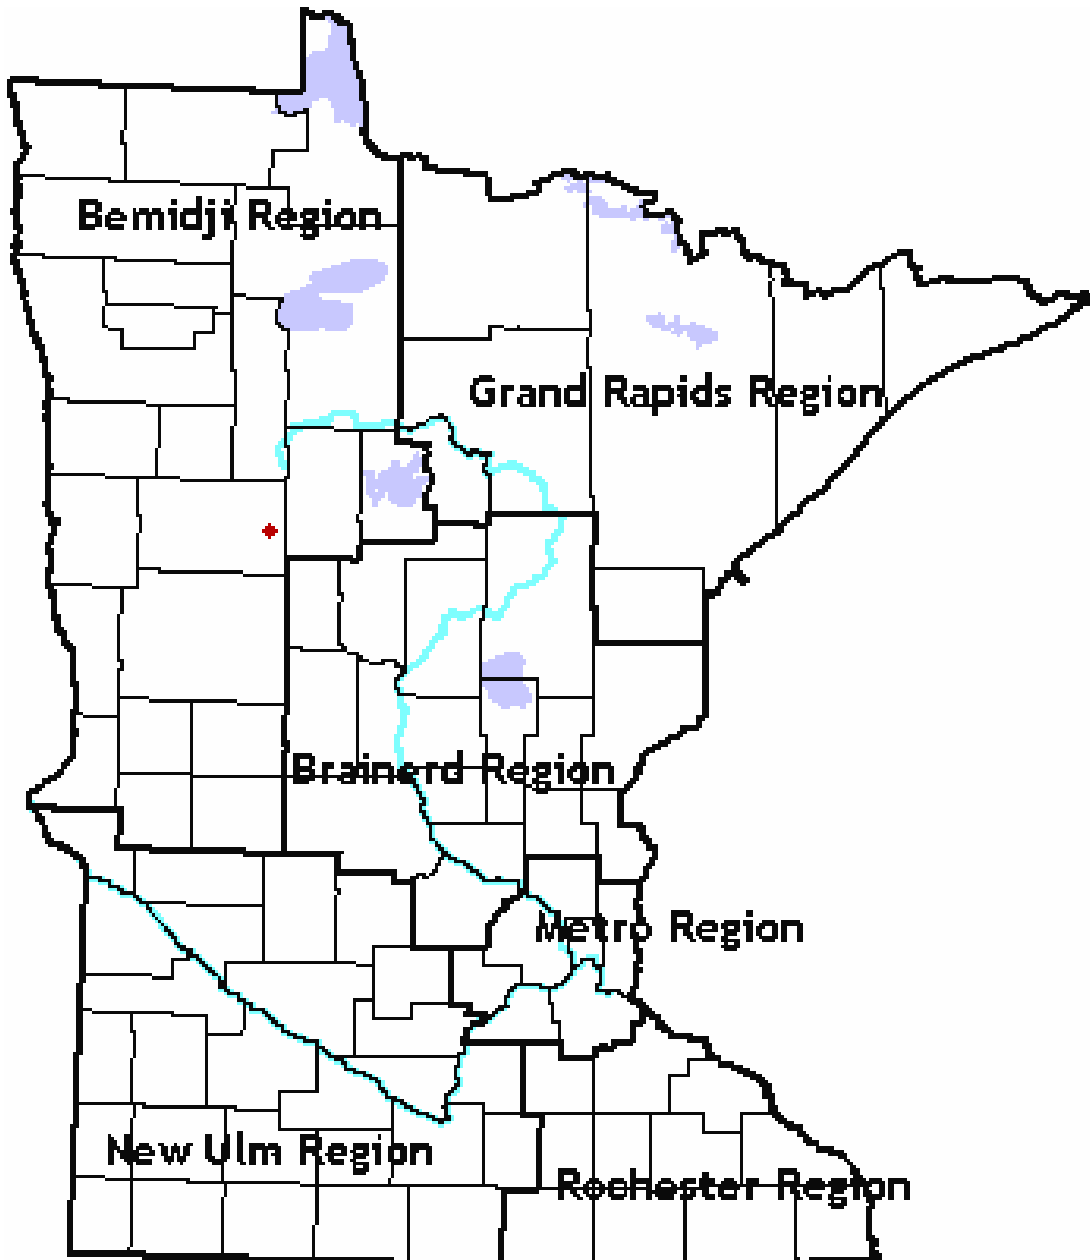 Bemidji Region
Grand Rapids Region
Brainerd Region
Metro Region
New Ulm Region
Rochester Region